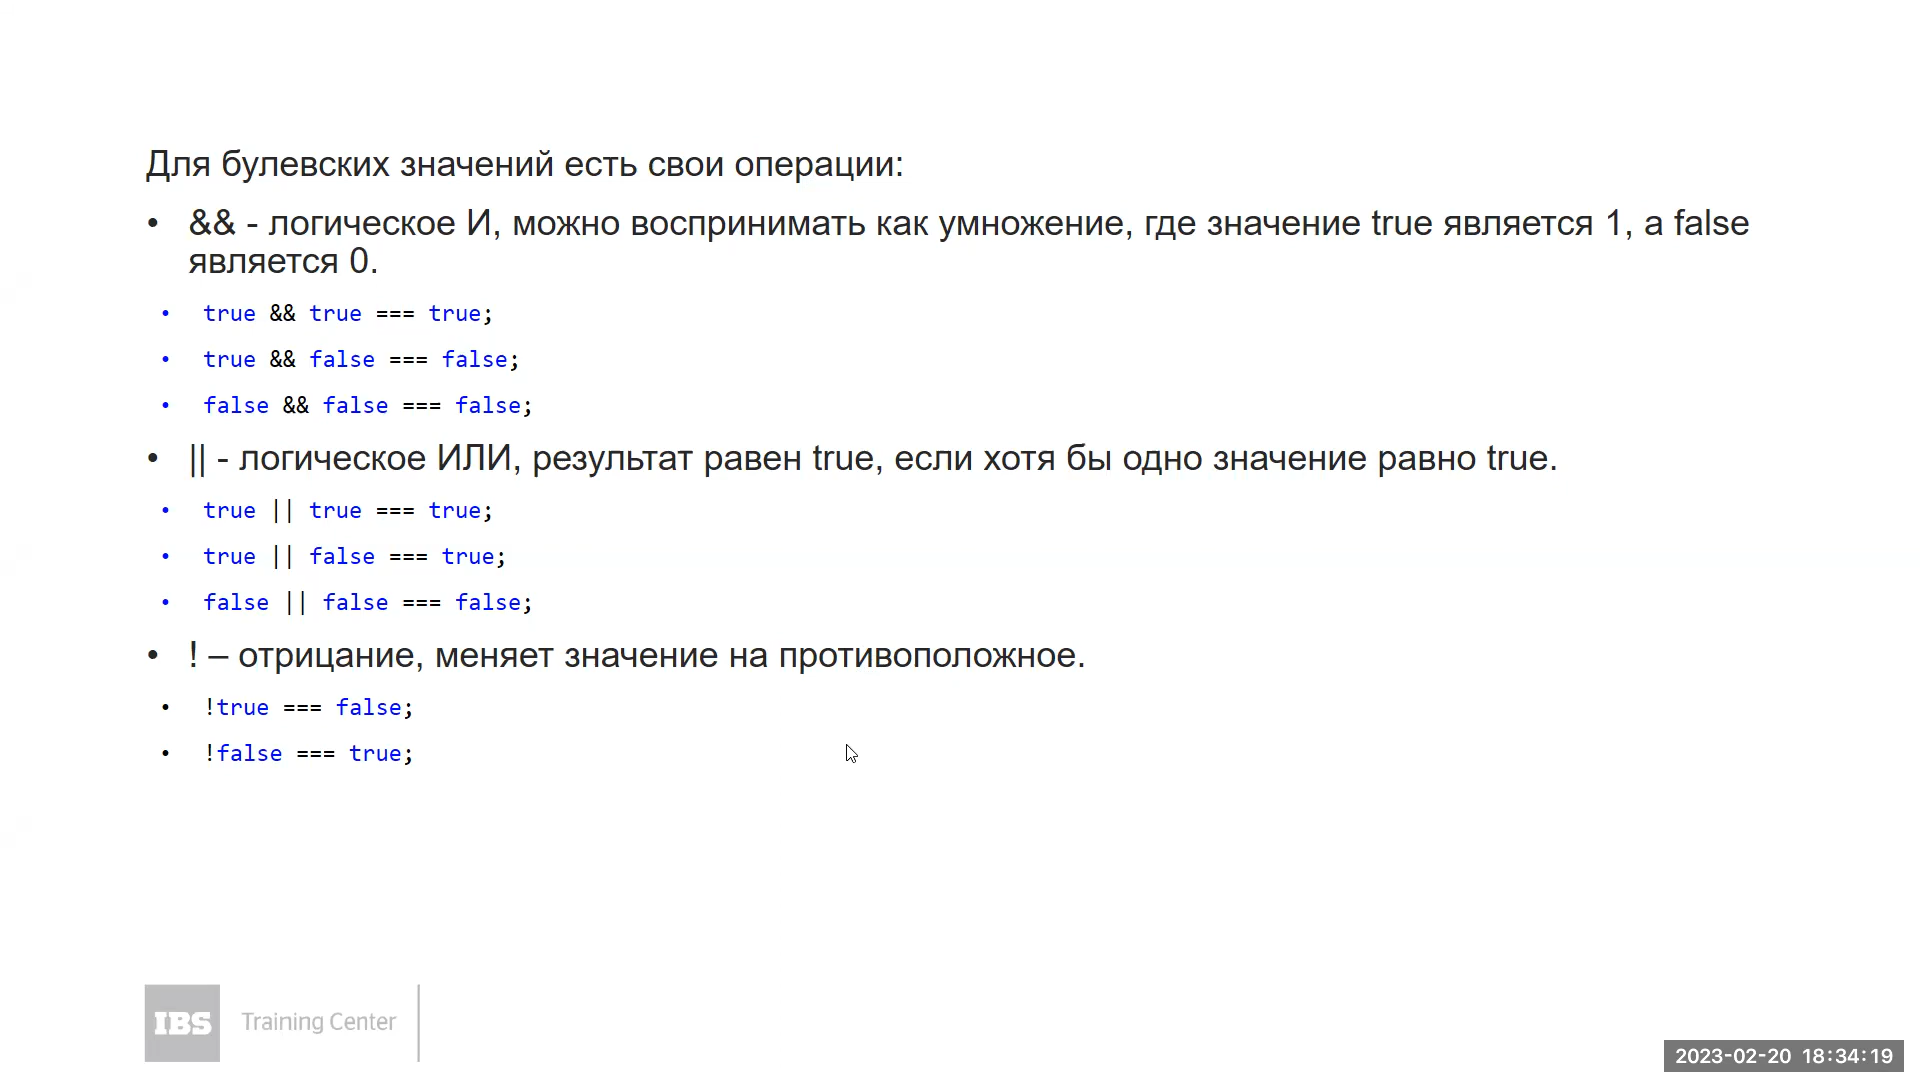 Для булевских значений есть свои операции:
• && - логическое И, можно воспринимать как умножение, где значение true является 1, а false
является 0.
• true && true === true;
• true && false === false;
• false && false === false;
• || - логическое ИЛИ, результат равен true, если хотя бы одно значение равно true.
• true || true === true;
• true || false === true;
• false || false === false;
• ! – отрицание, меняет значение на противоположное.
• !true === false;
• !false === true;
IBS Training Center
2023-02-20 18:34:19